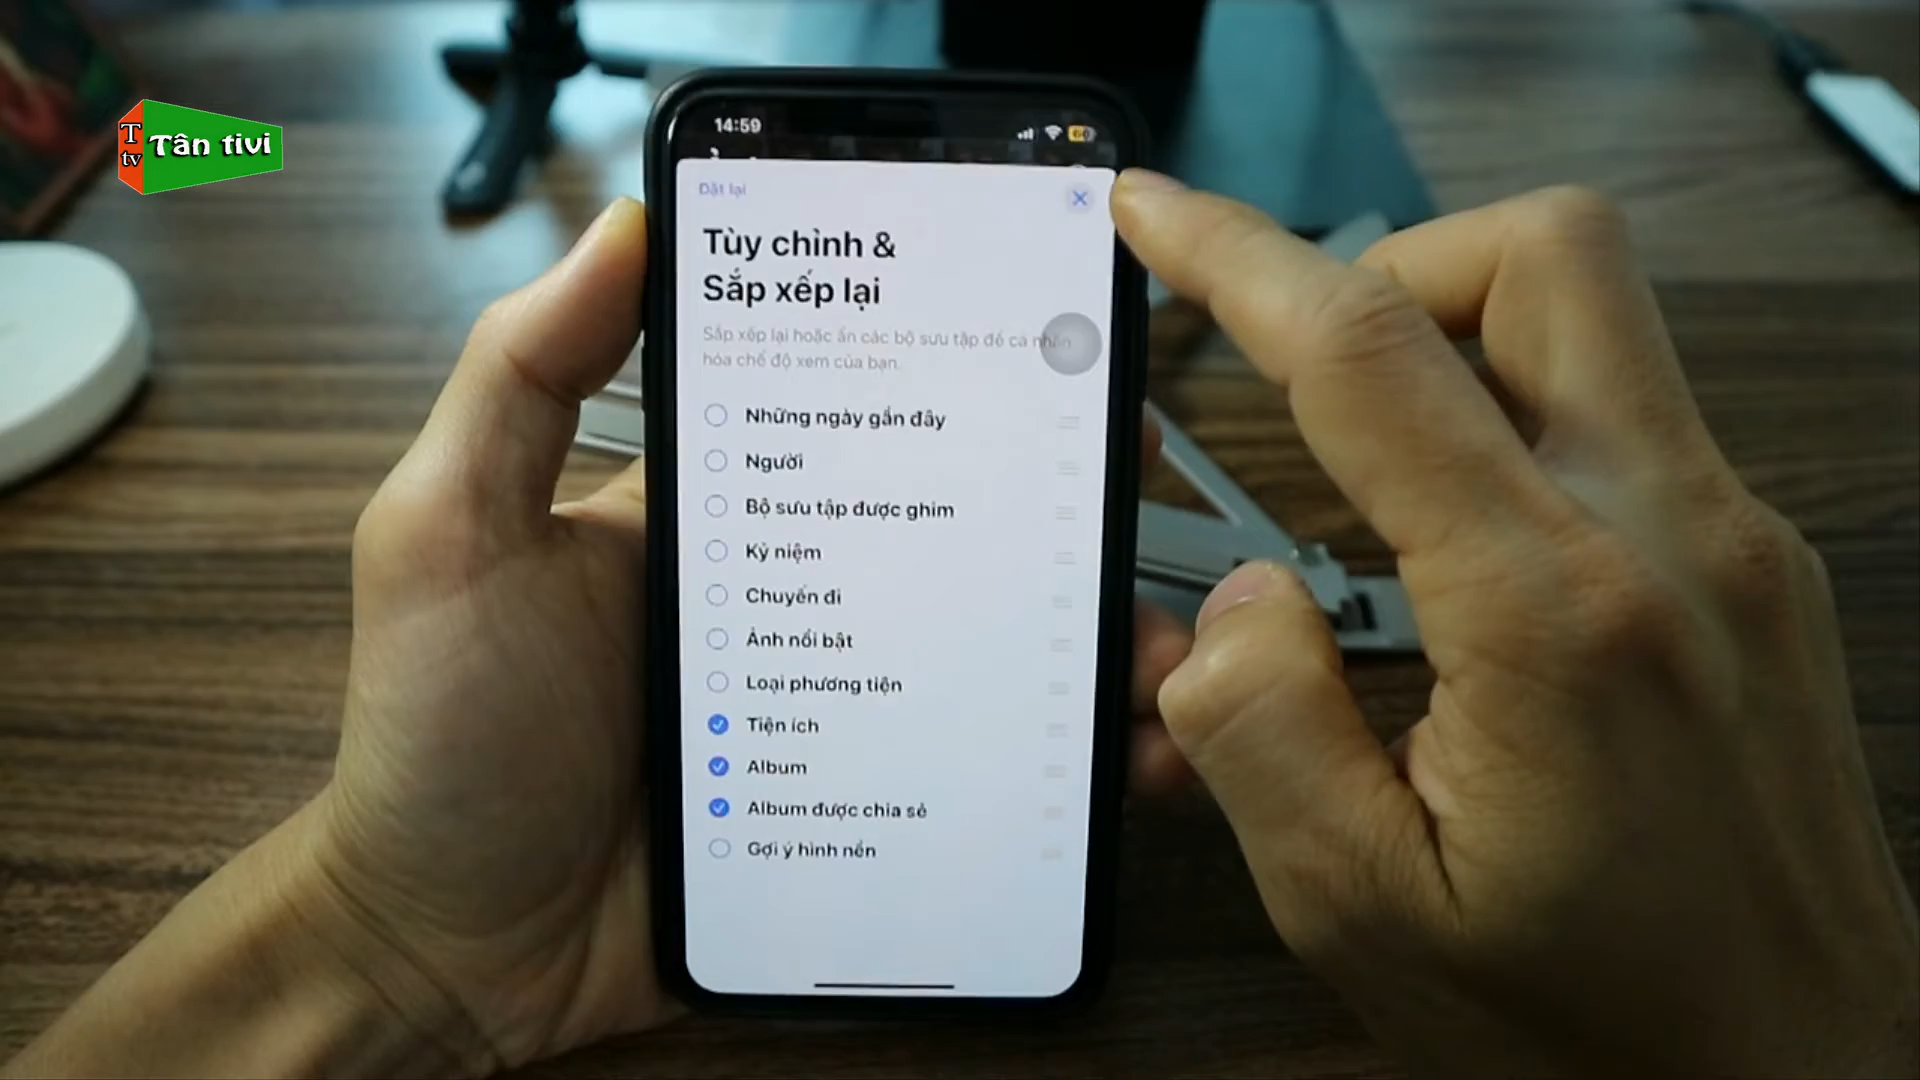 T
tv
Tân tivi
14:59
60
Đặt lại
Tùy chỉnh &
Sắp xếp lại
Sắp xếp lại hoặc ẩn các bộ sưu tập để cá nhân
hóa chế độ xem của bạn.
Những ngày gần đây
Người
Bộ sưu tập được ghim
Kỷ niệm
Chuyến đi
Ảnh nổi bật
Loại phương tiện
Tiện ích
Album
Album được chia sẻ
Gợi ý hình nền